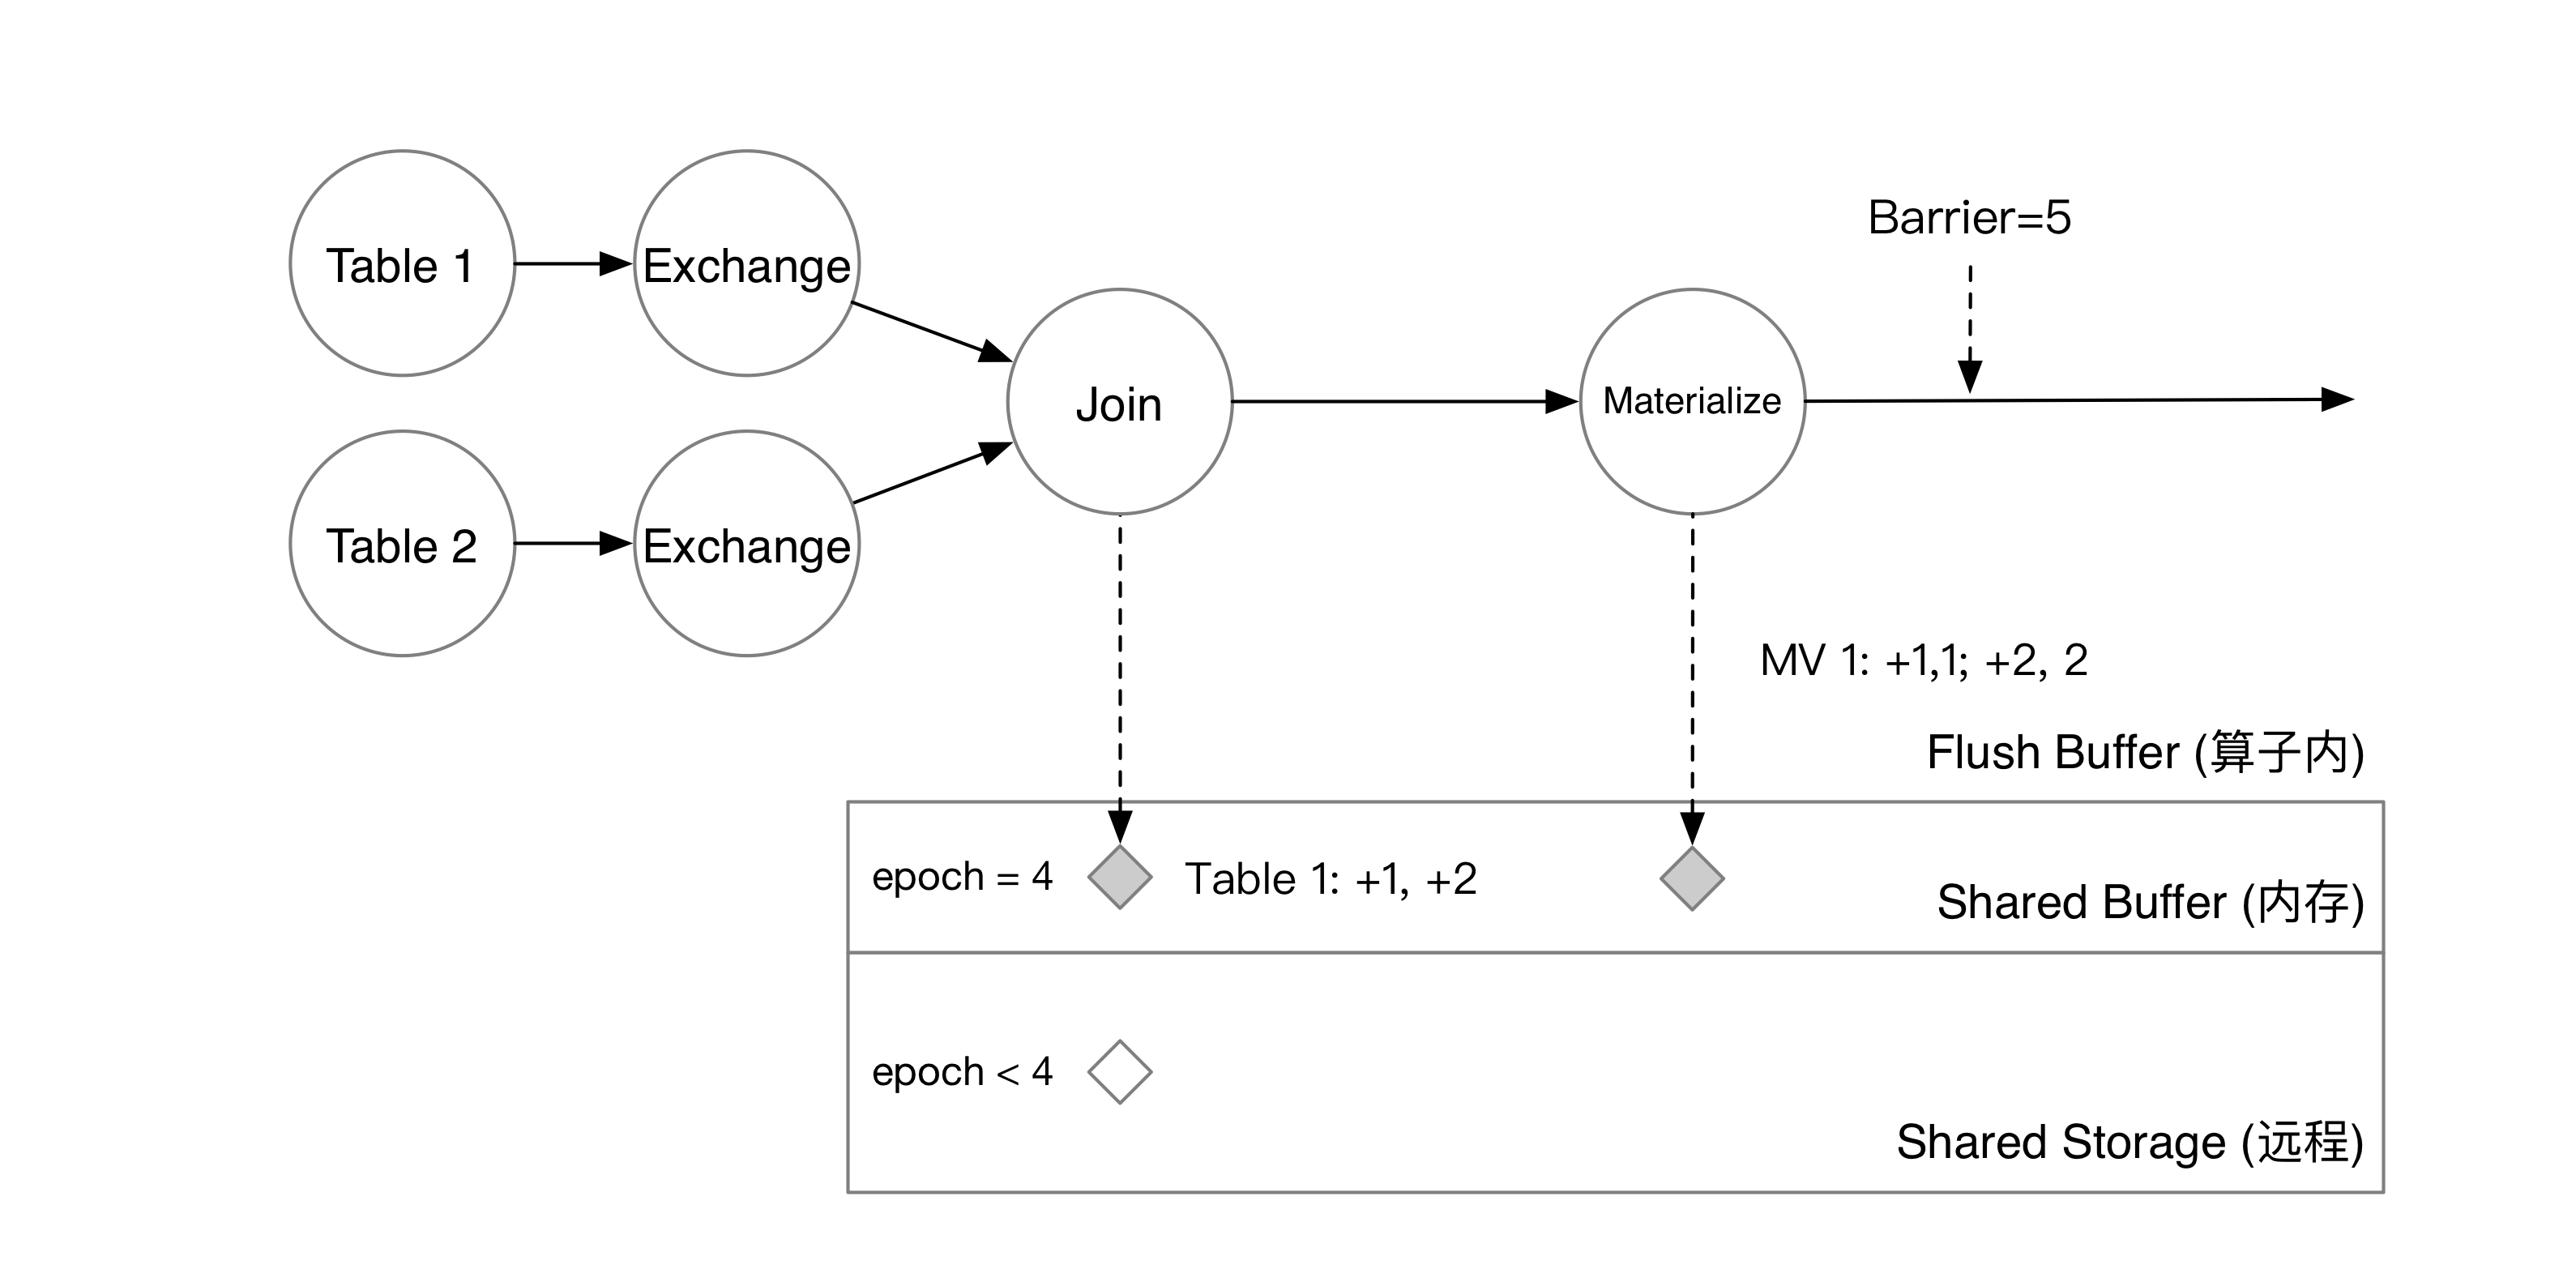 Table 1
Exchange
Barrier=5
Join
Materialize
Table 2
Exchange
MV 1: +1,1; +2, 2
Flush Buffer (算子内)
epoch = 4
Table 1: +1, +2
Shared Buffer (内存)
epoch < 4
Shared Storage (远程)